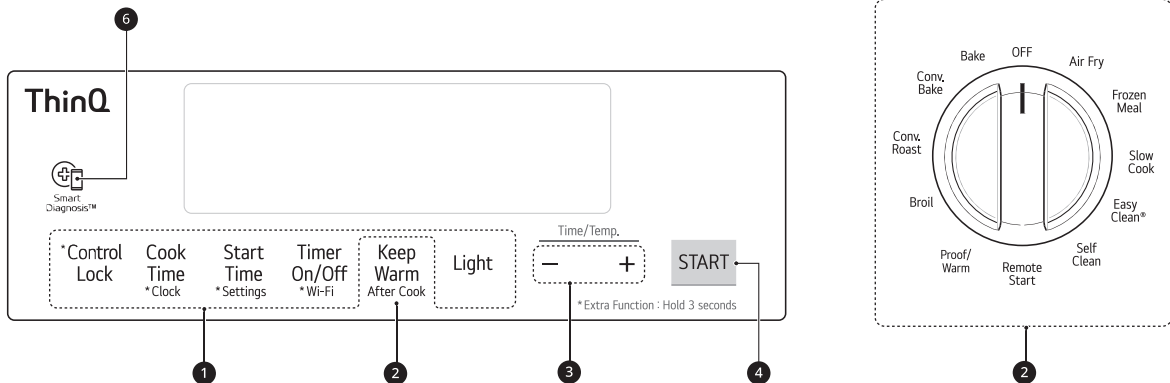 6
ThinQ
Smart
Diagnosis™
*Control
Lock
Cook
Time
*Clock
Start
Time
*Settings
Timer
On/Off
*Wi-Fi
Keep
Warm
After Cook
Light
Time/Temp.
− +
START
*Extra Function : Hold 3 seconds
1
2
3
4
OFF
Air Fry
Frozen
Meal
Slow
Cook
Easy
Clean®
Self
Clean
Remote
Start
Proof/
Warm
Broil
Conv.
Roast
Conv.
Bake
Bake
2